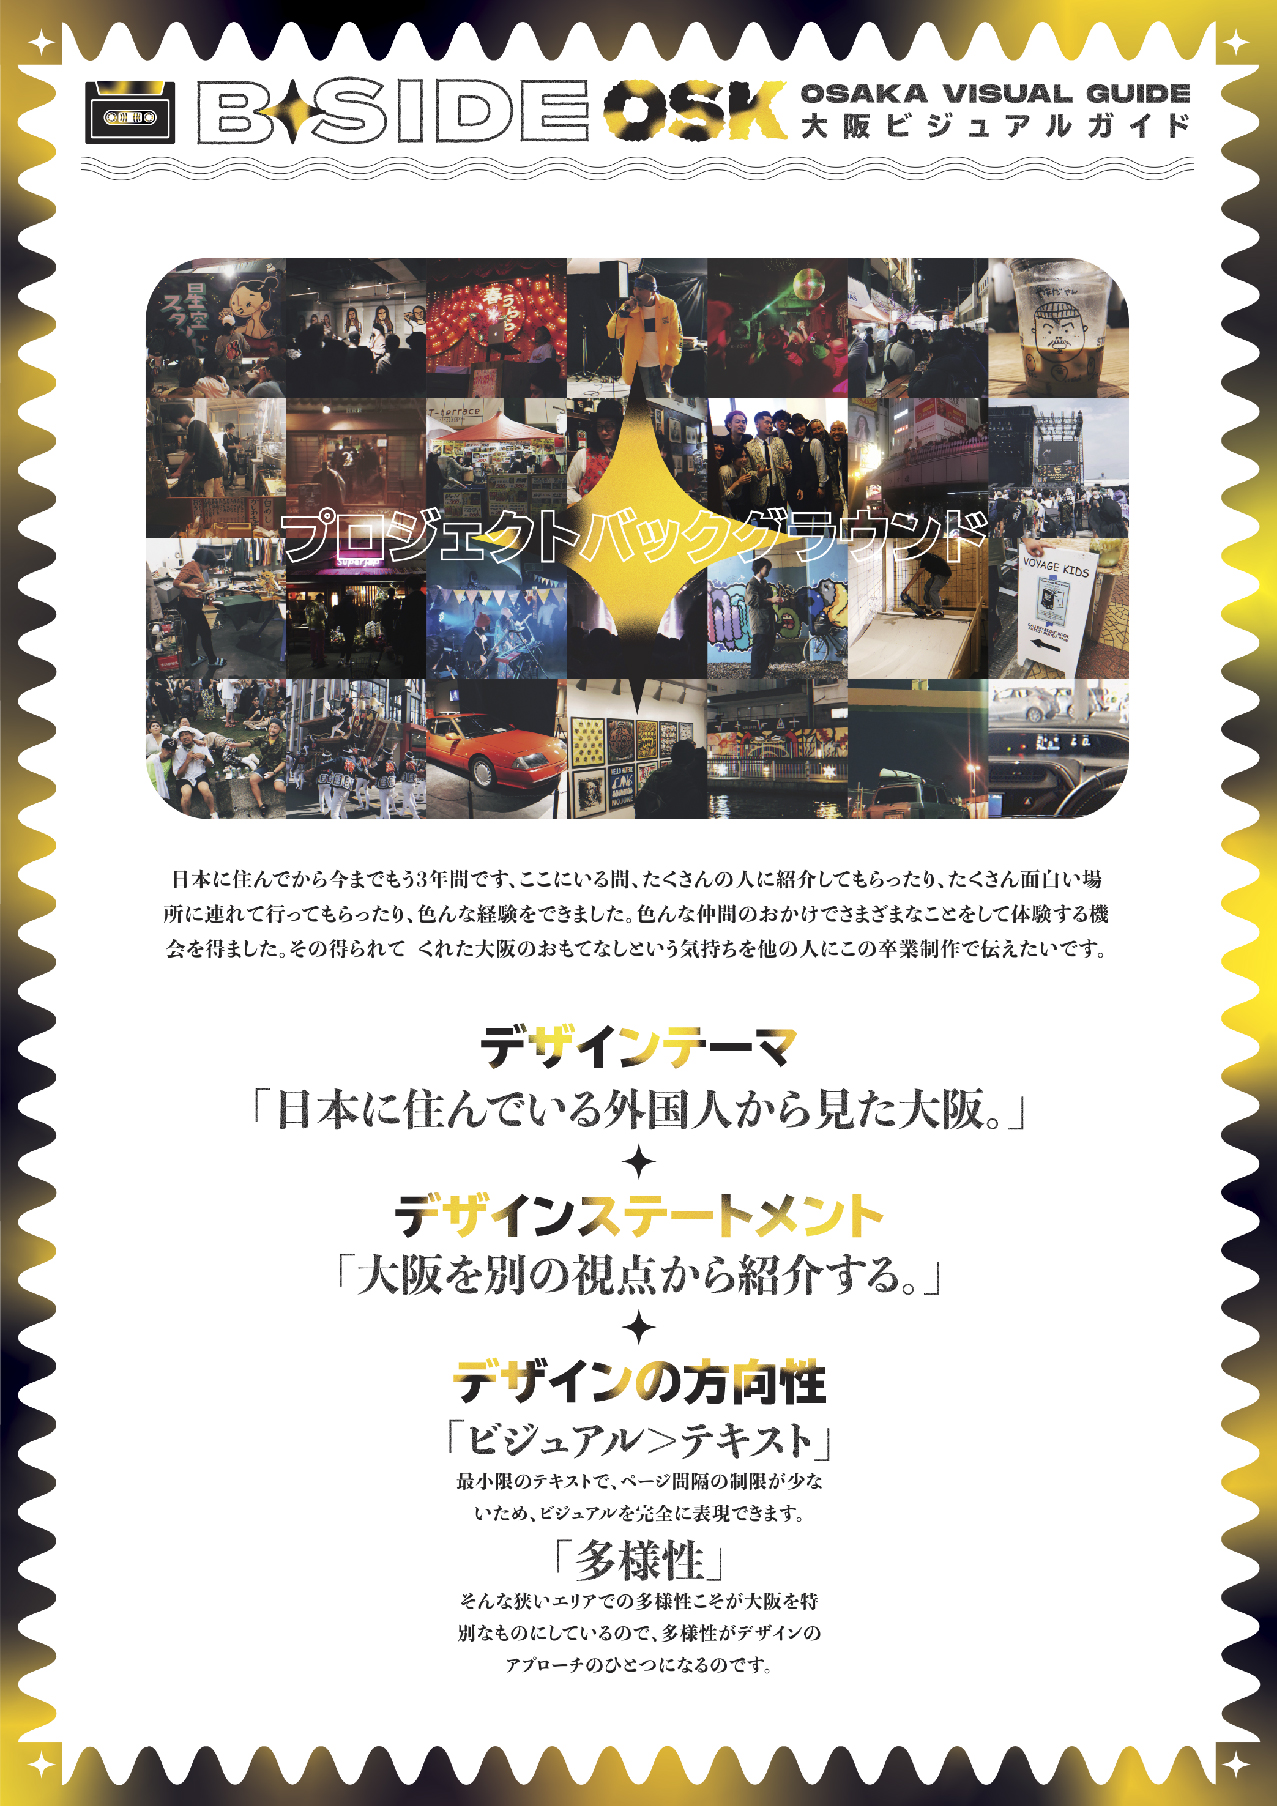 B SIDE OSK
OSAKA VISUAL GUIDE
大阪ビジュアルガイド
星空
スター
春うらら
T-terrace
プロジェクトバックグラウンド
Superjap
VOYAGE KIDS
日本に住んでから今までもう3年間です、ここにいる間、たくさんの人に紹介してもらったり、たくさん面白い場
所に連れて行ってもらったり、色んな経験をできました。色んな仲間のおかけでさまざまなことをして体験する機
会を得ました。その得られて くれた大阪のおもてなしという気持ちを他の人にこの卒業制作で伝えたいです。
デザインテーマ
「日本に住んでいる外国人から見た大阪。」
デザインステートメント
「大阪を別の視点から紹介する。」
デザインの方向性
「ビジュアル>テキスト」
最小限のテキストで、ページ間隔の制限が少な
いため、ビジュアルを完全に表現できます。
「多様性」
そんな狭いエリアでの多様性こそが大阪を特
別なものにしているので、多様性がデザインの
アプローチのひとつになるのです。